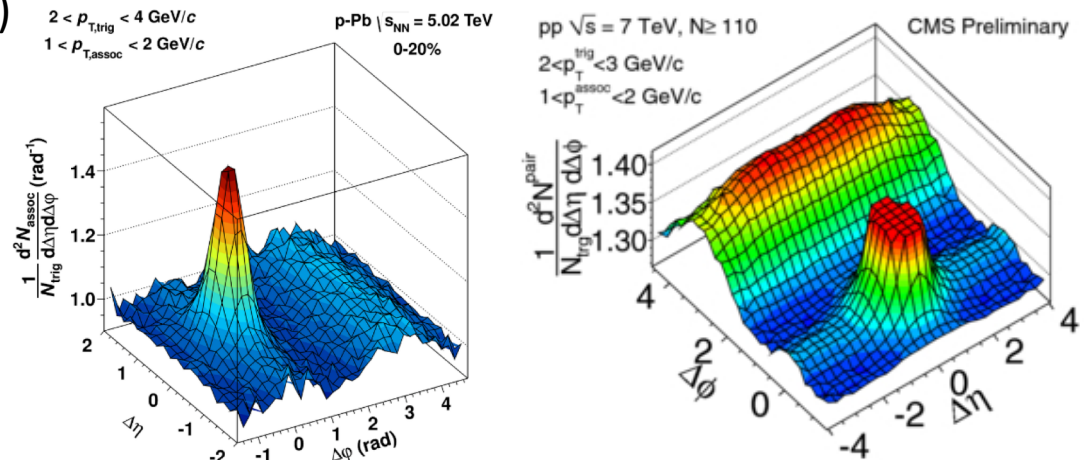 )
2 < p_T,trig < 4 GeV/c
1 < p_T,assoc < 2 GeV/c
p-Pb √s_NN = 5.02 TeV
0-20%
1/N_trig d²N_assoc/dΔηdΔφ (rad⁻¹)
1.4
1.2
1.0
2
1
0
-1
-2
Δη
-1
0
1
2
3
4
Δφ (rad)
pp √s = 7 TeV, N≥ 110
CMS Preliminary
2<p_T^trig<3 GeV/c
1<p_T^assoc<2 GeV/c
1/N_trg d²N^pair/dΔη dΔϕ
1.40
1.35
1.30
4
2
0
Δϕ
-4
-2
0
2
4
Δη